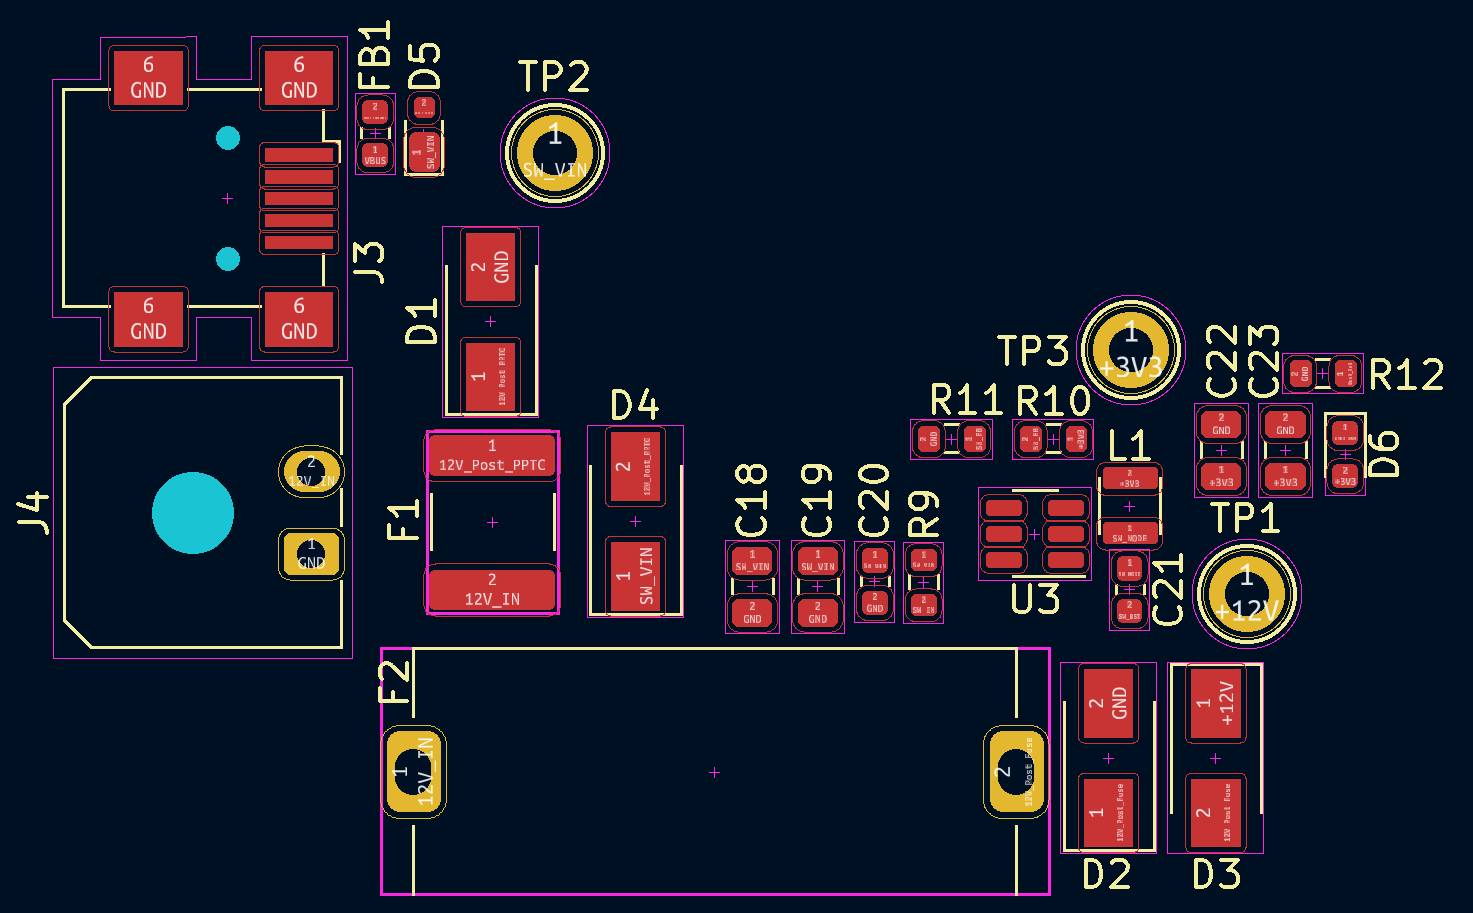 6
GND
6
GND
FB1
2
1
VBUS
D5
2
1
SW_VIN
TP2
1
SW_VIN
J3
6
GND
6
GND
D1
2
GND
1
12V_Post_PPTC
J4
2
12V_IN
1
GND
F1
1
12V_Post_PPTC
2
12V_IN
D4
2
12V_Post_PPTC
1
SW_VIN
C18
1
SW_VIN
2
GND
C19
1
SW_VIN
2
GND
C20
1
SW_VIN
2
GND
R9
1
SW_VIN
2
R11
2
GND
1
SW_FB
R10
2
SW_FB
1
+3V3
TP3
1
+3V3
C22
2
GND
1
+3V3
C23
2
GND
1
+3V3
R12
2
GND
1
D6
1
2
+3V3
L1
2
+3V3
1
SW_NODE
U3
C21
1
SW_NODE
2
SW_BST
TP1
1
+12V
F2
1
12V_IN
2
12V_Post_Fuse
D2
2
GND
1
12V_Post_Fuse
D3
1
+12V
2
12V_Post_Fuse